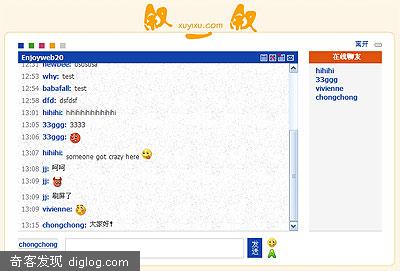 叙一叙
xuyixu.com
离开
Enjoyweb20
在线聊友
12:51 newbee: usususa
12:53 why: test
12:54 babafall: test
12:58 dfd: dsfdsf
13:01 hihihi: hihihihihihihihi
13:05 33ggg: 3333
13:06 33ggg:
13:07 hihihi: someone got crazy here
13:08 jj: 呵呵
13:09 jj:
13:09 jj: 刷屏了
13:09 vivienne:
13:15 chongchong: 大家好!
hihihi
33ggg
vivienne
chongchong
chongchong
发送
A
奇客发现 diglog.com